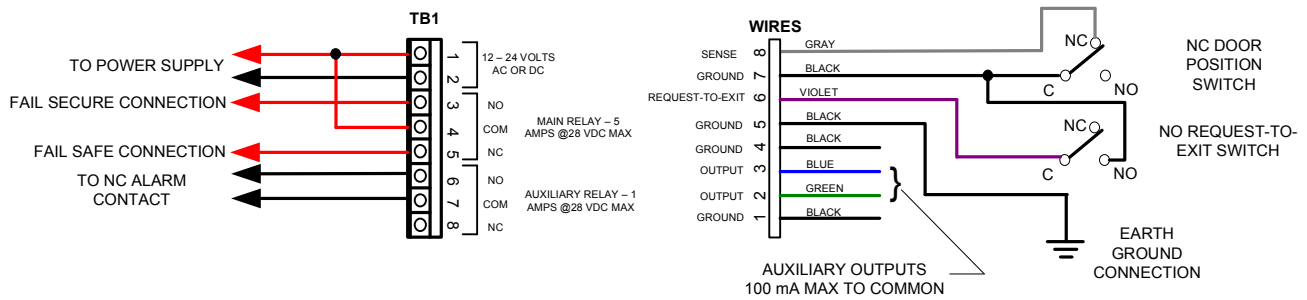 TB1
TO POWER SUPPLY
FAIL SECURE CONNECTION
FAIL SAFE CONNECTION
TO NC ALARM
CONTACT
1
2
3
4
5
6
7
8
12 – 24 VOLTS
AC OR DC
NO
COM
NC
MAIN RELAY – 5
AMPS @28 VDC MAX
NO
COM
NC
AUXILIARY RELAY – 1
AMPS @28 VDC MAX
WIRES
SENSE 8 GRAY
GROUND 7 BLACK
REQUEST-TO-EXIT 6 VIOLET
GROUND 5 BLACK
GROUND 4 BLACK
OUTPUT 3 BLUE
OUTPUT 2 GREEN
GROUND 1 BLACK
}
AUXILIARY OUTPUTS
100 mA MAX TO COMMON
NC
C
NO
NC DOOR
POSITION
SWITCH
NC
C
NO
NO REQUEST-TO-
EXIT SWITCH
EARTH
GROUND
CONNECTION